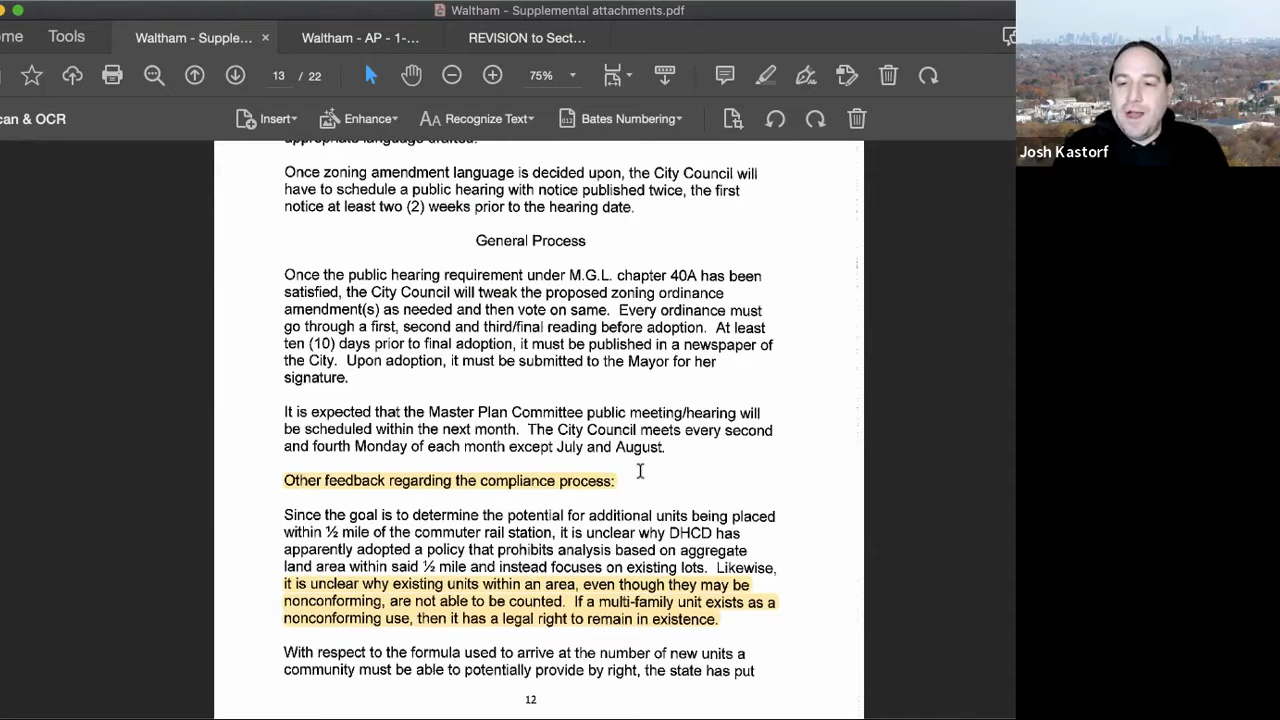 Waltham - Supplemental attachments.pdf
ome
Tools
Waltham - Supple... ×
Waltham - AP - 1-...
REVISION to Sect...
13 / 22
75%
can & OCR
Insert
Enhance
Recognize Text
Bates Numbering
Josh Kastorf
appropriate language drafted.
Once zoning amendment language is decided upon, the City Council will
have to schedule a public hearing with notice published twice, the first
notice at least two (2) weeks prior to the hearing date.
General Process
Once the public hearing requirement under M.G.L. chapter 40A has been
satisfied, the City Council will tweak the proposed zoning ordinance
amendment(s) as needed and then vote on same. Every ordinance must
go through a first, second and third/final reading before adoption. At least
ten (10) days prior to final adoption, it must be published in a newspaper of
the City. Upon adoption, it must be submitted to the Mayor for her
signature.
It is expected that the Master Plan Committee public meeting/hearing will
be scheduled within the next month. The City Council meets every second
and fourth Monday of each month except July and August.
Other feedback regarding the compliance process:
Since the goal is to determine the potential for additional units being placed
within ½ mile of the commuter rail station, it is unclear why DHCD has
apparently adopted a policy that prohibits analysis based on aggregate
land area within said ½ mile and instead focuses on existing lots. Likewise,
it is unclear why existing units within an area, even though they may be
nonconforming, are not able to be counted. If a multi-family unit exists as a
nonconforming use, then it has a legal right to remain in existence.
With respect to the formula used to arrive at the number of new units a
community must be able to potentially provide by right, the state has put
12